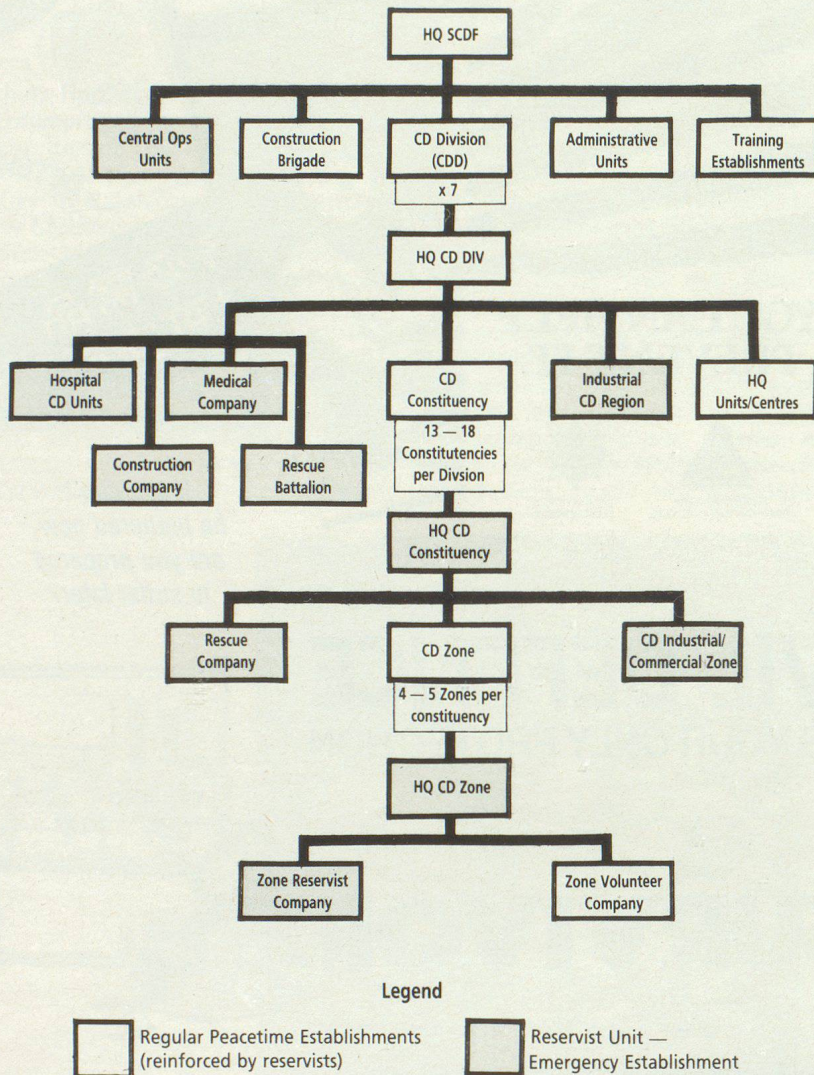 HQ SCDF
Central Ops
Units
Construction
Brigade
CD Division
(CDD)
Administrative
Units
Training
Establishments
x 7
HQ CD DIV
Hospital
CD Units
Medical
Company
CD
Constituency
Industrial
CD Region
HQ
Units/Centres
Construction
Company
Rescue
Battalion
13 — 18
Constitutencies
per Divsion
HQ CD
Constituency
Rescue
Company
CD Zone
CD Industrial/
Commercial Zone
4 — 5 Zones per
constituency
HQ CD Zone
Zone Reservist
Company
Zone Volunteer
Company
Legend
Regular Peacetime Establishments
(reinforced by reservists)
Reservist Unit —
Emergency Establishment